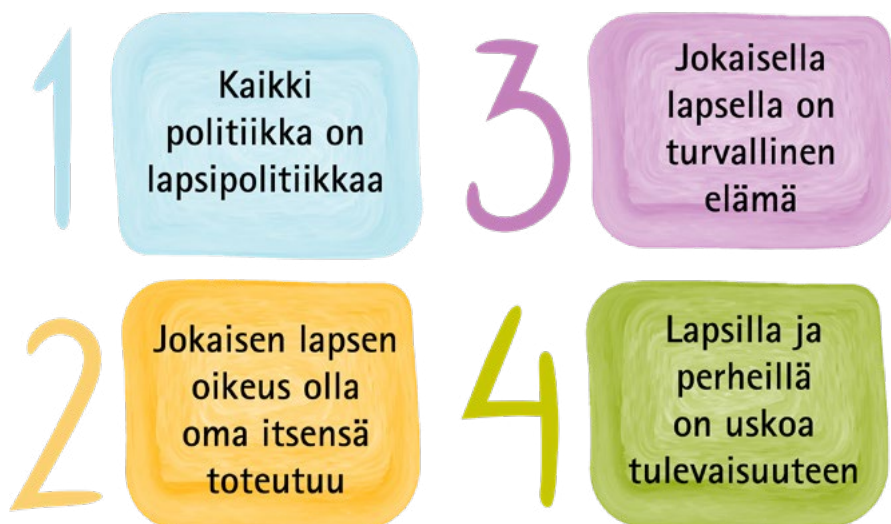 1
Kaikki
politiikka on
lapsipolitiikkaa
2
Jokaisen lapsen
oikeus olla
oma itsensä
toteutuu
3
Jokaisella
lapsella on
turvallinen
elämä
4
Lapsilla ja
perheillä
on uskoa
tulevaisuuteen